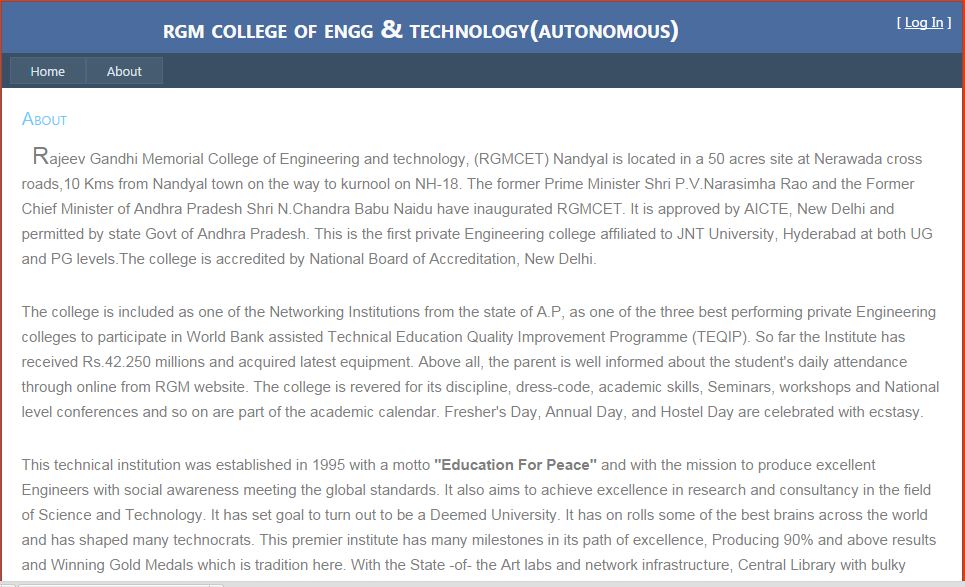 RGM COLLEGE OF ENGG & TECHNOLOGY(AUTONOMOUS)
[ Log In ]
Home
About
ABOUT
Rajeev Gandhi Memorial College of Engineering and technology, (RGMCET) Nandyal is located in a 50 acres site at Nerawada cross
roads,10 Kms from Nandyal town on the way to kurnool on NH-18. The former Prime Minister Shri P.V.Narasimha Rao and the Former
Chief Minister of Andhra Pradesh Shri N.Chandra Babu Naidu have inaugurated RGMCET. It is approved by AICTE, New Delhi and
permitted by state Govt of Andhra Pradesh. This is the first private Engineering college affiliated to JNT University, Hyderabad at both UG
and PG levels.The college is accredited by National Board of Accreditation, New Delhi.
The college is included as one of the Networking Institutions from the state of A.P, as one of the three best performing private Engineering
colleges to participate in World Bank assisted Technical Education Quality Improvement Programme (TEQIP). So far the Institute has
received Rs.42.250 millions and acquired latest equipment. Above all, the parent is well informed about the student's daily attendance
through online from RGM website. The college is revered for its discipline, dress-code, academic skills, Seminars, workshops and National
level conferences and so on are part of the academic calendar. Fresher's Day, Annual Day, and Hostel Day are celebrated with ecstasy.
This technical institution was established in 1995 with a motto "Education For Peace" and with the mission to produce excellent
Engineers with social awareness meeting the global standards. It also aims to achieve excellence in research and consultancy in the field
of Science and Technology. It has set goal to turn out to be a Deemed University. It has on rolls some of the best brains across the world
and has shaped many technocrats. This premier institute has many milestones in its path of excellence, Producing 90% and above results
and Winning Gold Medals which is tradition here. With the State -of- the Art labs and network infrastructure, Central Library with bulky